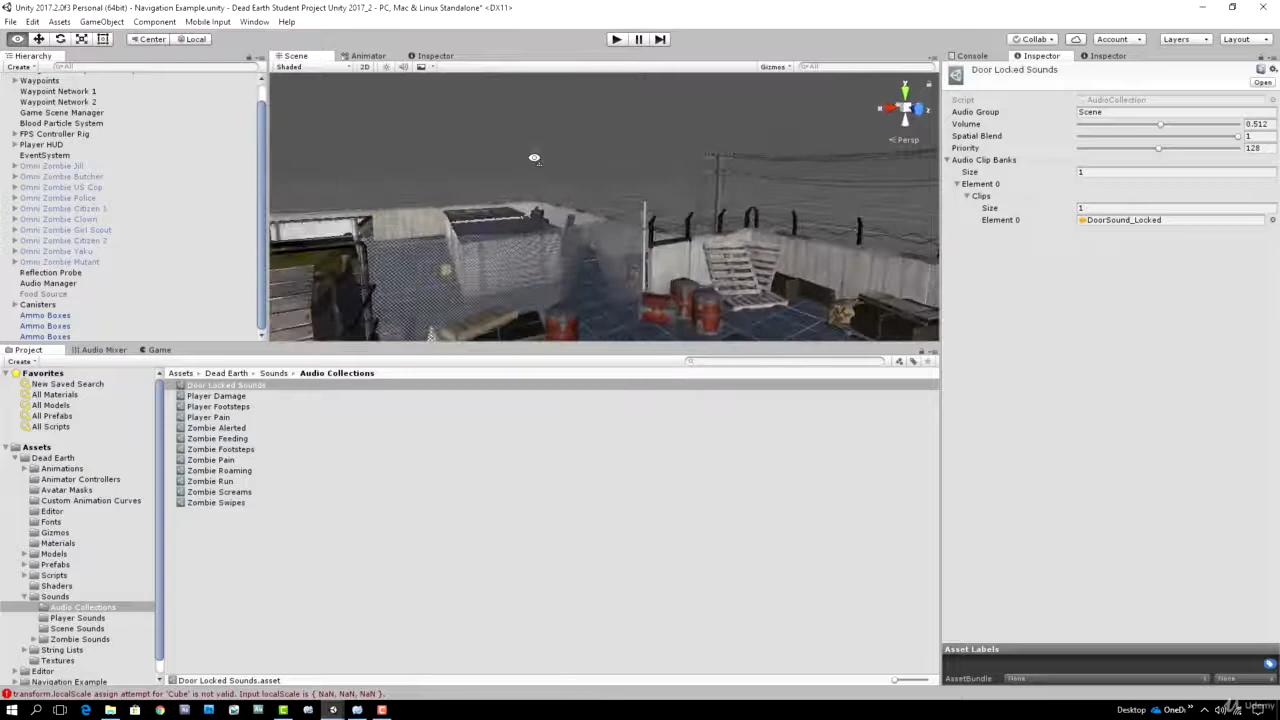 Unity 2017.2.0f3 Personal (64bit) - Navigation Example.unity - Dead Earth Student Project Unity 2017_2 - PC, Mac & Linux Standalone* <DX11>
File Edit Assets GameObject Component Mobile Input Window Help
Center Local Collab Account Layers Layout
Hierarchy Scene Animator Inspector Console Inspector Inspector
Create All Shaded 2D Gizmos All
Door Locked Sounds
Open
Waypoints
Waypoint Network 1
Waypoint Network 2
Game Scene Manager
Blood Particle System
FPS Controller Rig
Player HUD
EventSystem
Omni Zombie Jill
Omni Zombie Butcher
Omni Zombie US Cop
Omni Zombie Police
Omni Zombie Citizen 1
Omni Zombie Clown
Omni Zombie Girl Scout
Omni Zombie Citizen 2
Omni Zombie Yaku
Omni Zombie Mutant
Reflection Probe
Audio Manager
Food Source
Canisters
Ammo Boxes
Ammo Boxes
Ammo Boxes
y
x
z
Persp
Script AudioCollection
Audio Group Scene
Volume 0.512
Spatial Blend 1
Priority 128
Audio Clip Banks
Size 1
Element 0
Clips
Size 1
Element 0 DoorSound_Locked
Project Audio Mixer Game
Create
Favorites
New Saved Search
All Materials
All Models
All Prefabs
All Scripts
Assets
Dead Earth
Animations
Animator Controllers
Avatar Masks
Custom Animation Curves
Editor
Fonts
Gizmos
Materials
Models
Prefabs
Scripts
Shaders
Sounds
Audio Collections
Player Sounds
Scene Sounds
Zombie Sounds
String Lists
Textures
Editor
Navigation Example
Assets Dead Earth Sounds Audio Collections
Door Locked Sounds
Player Damage
Player Footsteps
Player Pain
Zombie Alerted
Zombie Feeding
Zombie Footsteps
Zombie Pain
Zombie Roaming
Zombie Run
Zombie Screams
Zombie Swipes
Door Locked Sounds.asset
Asset Labels
AssetBundle None None
transform.localScale assign attempt for 'Cube' is not valid. Input localScale is { NaN, NaN, NaN }.
Desktop OneDr
Udemy